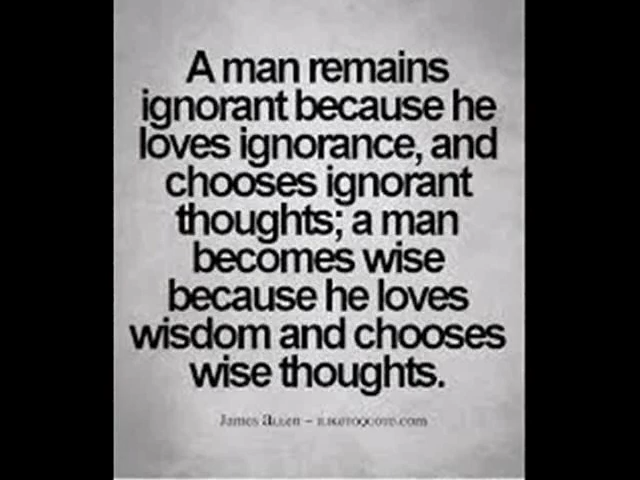 A man remains
ignorant because he
loves ignorance, and
chooses ignorant
thoughts; a man
becomes wise
because he loves
wisdom and chooses
wise thoughts.
James Allen –